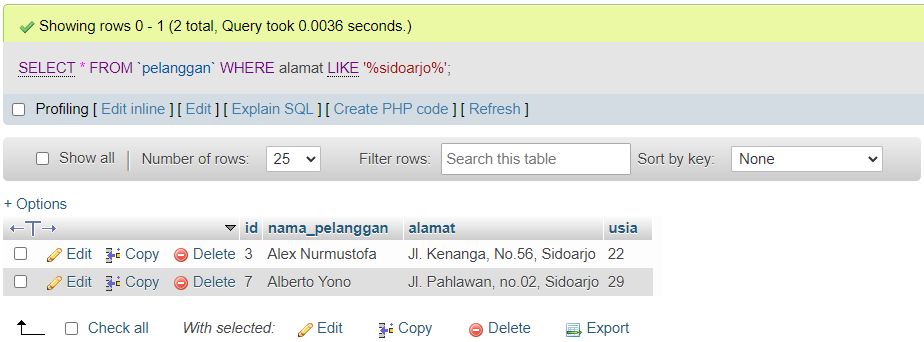 Showing rows 0 - 1 (2 total, Query took 0.0036 seconds.)
SELECT * FROM `pelanggan` WHERE alamat LIKE '%sidoarjo%';
Profiling [ Edit inline ] [ Edit ] [ Explain SQL ] [ Create PHP code ] [ Refresh ]
Show all Number of rows: 25 Filter rows: Search this table Sort by key: None
+ Options
←T→ id nama_pelanggan alamat usia
Edit Copy Delete 3 Alex Nurmustofa Jl. Kenanga, No.56, Sidoarjo 22
Edit Copy Delete 7 Alberto Yono Jl. Pahlawan, no.02, Sidoarjo 29
Check all With selected: Edit Copy Delete Export